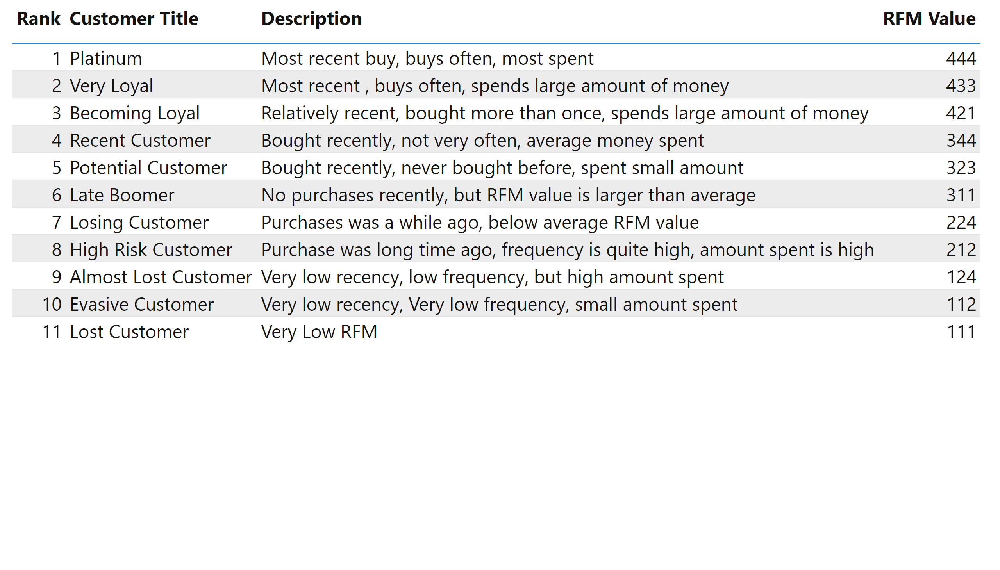 Rank Customer Title Description RFM Value
1 Platinum Most recent buy, buys often, most spent 444
2 Very Loyal Most recent , buys often, spends large amount of money 433
3 Becoming Loyal Relatively recent, bought more than once, spends large amount of money 421
4 Recent Customer Bought recently, not very often, average money spent 344
5 Potential Customer Bought recently, never bought before, spent small amount 323
6 Late Boomer No purchases recently, but RFM value is larger than average 311
7 Losing Customer Purchases was a while ago, below average RFM value 224
8 High Risk Customer Purchase was long time ago, frequency is quite high, amount spent is high 212
9 Almost Lost Customer Very low recency, low frequency, but high amount spent 124
10 Evasive Customer Very low recency, Very low frequency, small amount spent 112
11 Lost Customer Very Low RFM 111